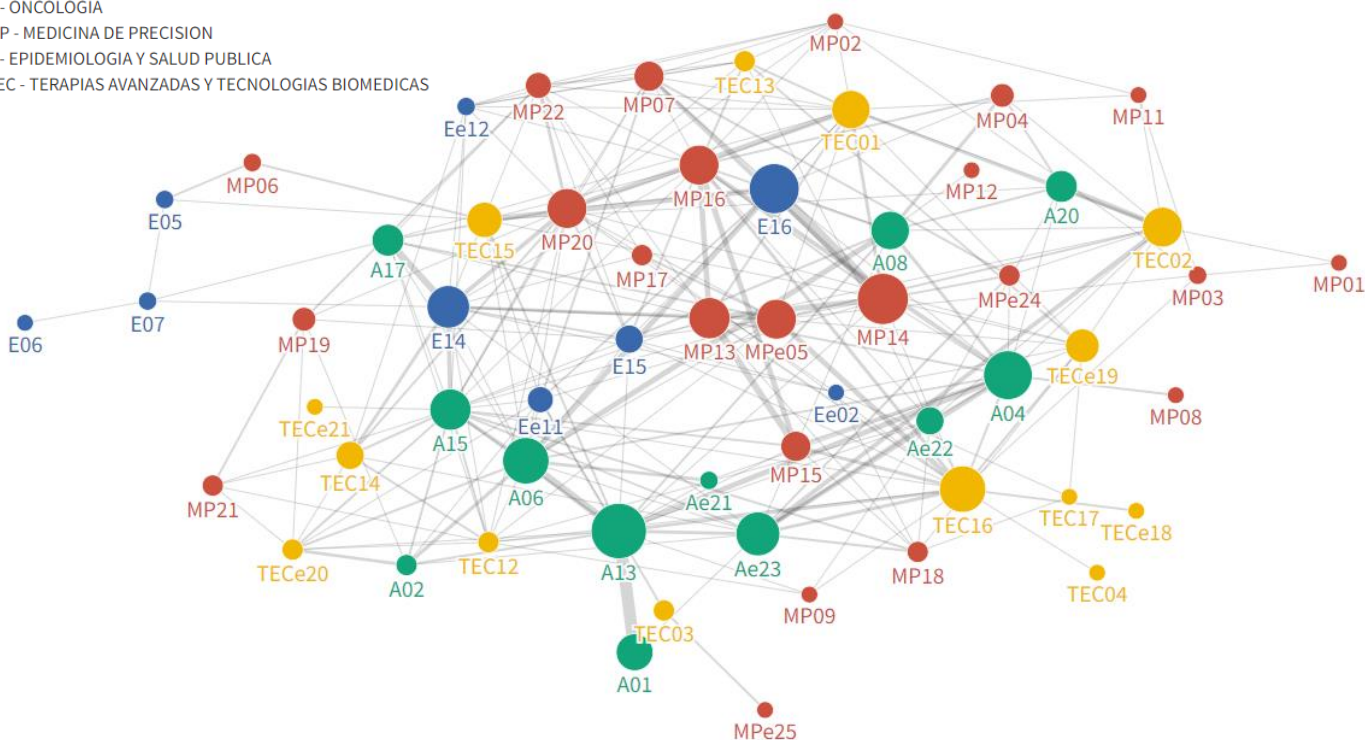 - ONCOLOGIA
P - MEDICINA DE PRECISION
- EPIDEMIOLOGIA Y SALUD PUBLICA
EC - TERAPIAS AVANZADAS Y TECNOLOGIAS BIOMEDICAS
MP02
TEC13
MP22
MP07
MP04
MP11
Ee12
TEC01
MP06
MP16
MP12
E05
E16
A20
TEC15
MP20
A17
A08
TEC02
MP17
MPe24
MP03
MP01
E07
E06
MP19
E14
E15
MP13
MPe05
MP14
TECe19
Ee02
A04
MP08
TECe21
A15
Ee11
Ae22
TEC14
A06
MP15
MP21
Ae21
TEC16
TEC17
TECe18
TECe20
A02
TEC12
A13
Ae23
MP18
TEC04
MP09
TEC03
A01
MPe25